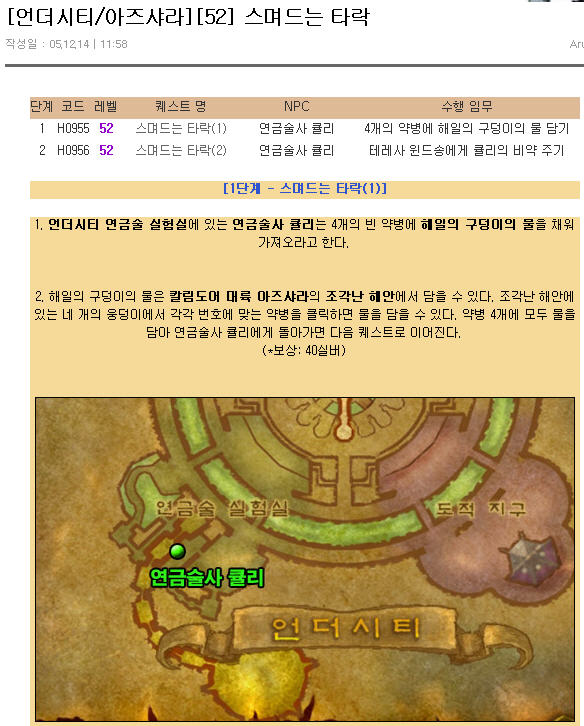 [언더시티/아즈샤라][52] 스며드는 타락
작성일 : 05,12,14 | 11:58
Aru
단계 코드 레벨 퀘스트 명 NPC 수행 임무
1 H0955 52 스며드는 타락(1) 연금술사 큘리 4개의 약병에 해일의 구덩이의 물 담기
2 H0956 52 스며드는 타락(2) 연금술사 큘리 테레사 윈드송에게 큘리의 비약 주기
[1단계 - 스며드는 타락(1)]
1. 언더시티 연금술 실험실에 있는 연금술사 큘리는 4개의 빈 약병에 해일의 구덩이의 물을 채워
가져오라고 한다.
2. 해일의 구덩이의 물은 칼림도어 대륙 아즈샤라의 조각난 해안에서 담을 수 있다. 조각난 해안에
있는 네 개의 웅덩이에서 각각 번호에 맞는 약병을 클릭하면 물을 담을 수 있다. 약병 4개에 모두 물을
담아 연금술사 큘리에게 돌아가면 다음 퀘스트로 이어진다.
(*보상: 40실버)
연금술 실험실
도적 지구
연금술사 큘리
언더시티